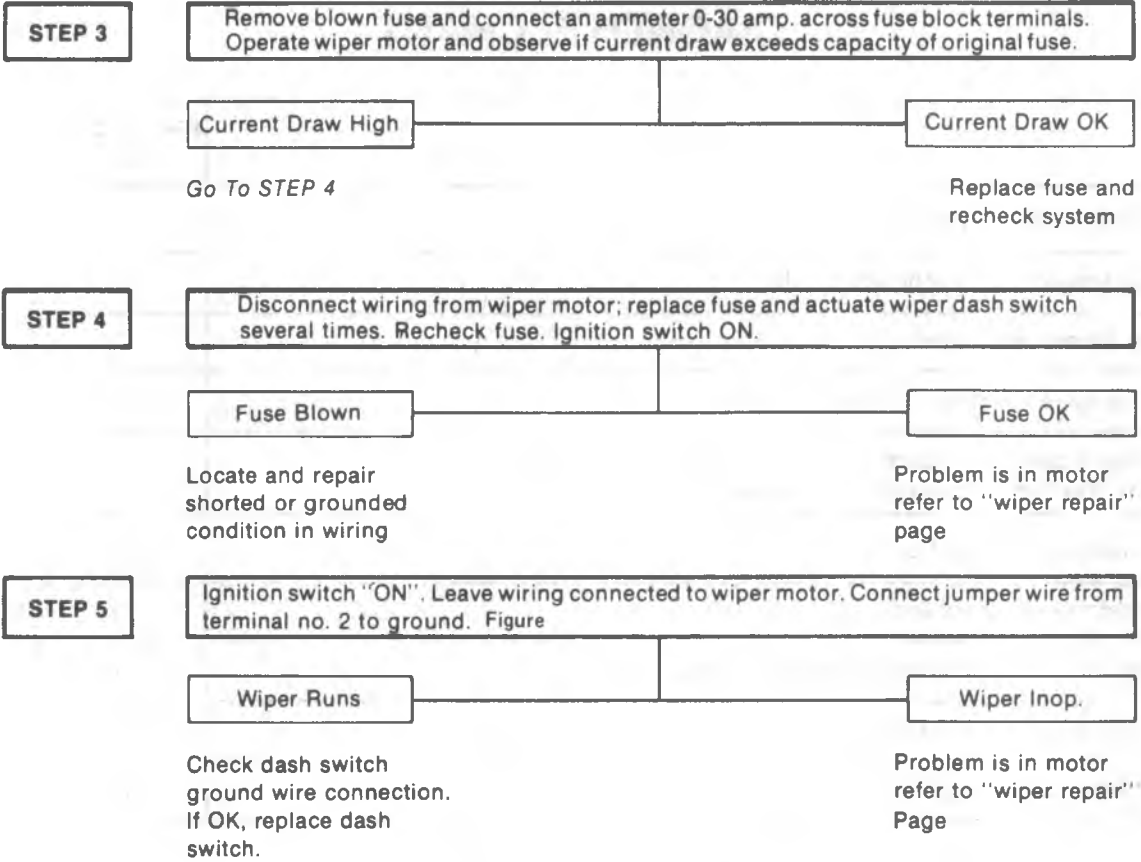 STEP 3
Remove blown fuse and connect an ammeter 0-30 amp. across fuse block terminals.
Operate wiper motor and observe if current draw exceeds capacity of original fuse.
Current Draw High
Current Draw OK
Go To STEP 4
Replace fuse and
recheck system
STEP 4
Disconnect wiring from wiper motor; replace fuse and actuate wiper dash switch
several times. Recheck fuse. Ignition switch ON.
Fuse Blown
Fuse OK
Locate and repair
shorted or grounded
condition in wiring
Problem is in motor
refer to "wiper repair"
page
STEP 5
Ignition switch "ON". Leave wiring connected to wiper motor. Connect jumper wire from
terminal no. 2 to ground. Figure
Wiper Runs
Wiper Inop.
Check dash switch
ground wire connection.
If OK, replace dash
switch.
Problem is in motor
refer to "wiper repair"
Page